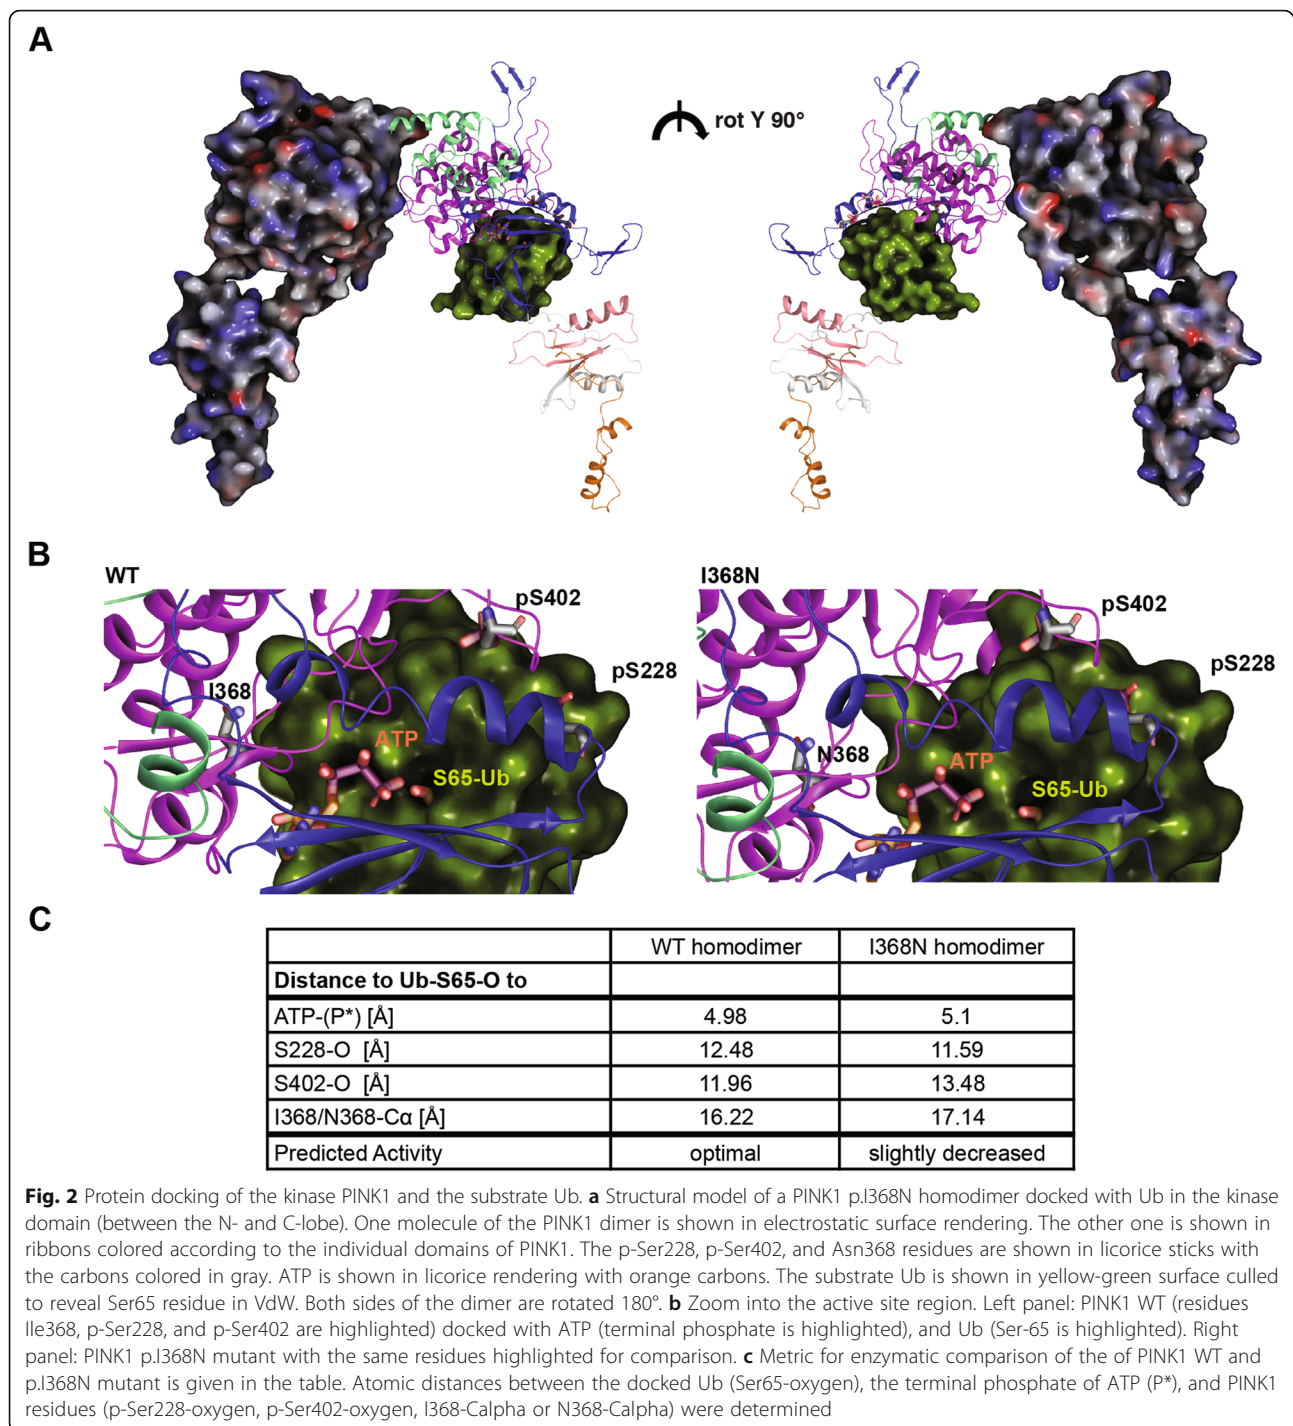 A
rot Y 90°
B
WT
pS402
pS228
I368
ATP
S65-Ub
I368N
pS402
pS228
N368
ATP
S65-Ub
C
WT homodimer I368N homodimer
Distance to Ub-S65-O to
ATP-(P*) [Å] 4.98 5.1
S228-O [Å] 12.48 11.59
S402-O [Å] 11.96 13.48
I368/N368-Cα [Å] 16.22 17.14
Predicted Activity optimal slightly decreased
Fig. 2 Protein docking of the kinase PINK1 and the substrate Ub. a Structural model of a PINK1 p.I368N homodimer docked with Ub in the kinase
domain (between the N- and C-lobe). One molecule of the PINK1 dimer is shown in electrostatic surface rendering. The other one is shown in
ribbons colored according to the individual domains of PINK1. The p-Ser228, p-Ser402, and Asn368 residues are shown in licorice sticks with
the carbons colored in gray. ATP is shown in licorice rendering with orange carbons. The substrate Ub is shown in yellow-green surface culled
to reveal Ser65 residue in VdW. Both sides of the dimer are rotated 180°. b Zoom into the active site region. Left panel: PINK1 WT (residues
Ile368, p-Ser228, and p-Ser402 are highlighted) docked with ATP (terminal phosphate is highlighted), and Ub (Ser-65 is highlighted). Right
panel: PINK1 p.I368N mutant with the same residues highlighted for comparison. c Metric for enzymatic comparison of the of PINK1 WT and
p.I368N mutant is given in the table. Atomic distances between the docked Ub (Ser65-oxygen), the terminal phosphate of ATP (P*), and PINK1
residues (p-Ser228-oxygen, p-Ser402-oxygen, I368-Calpha or N368-Calpha) were determined